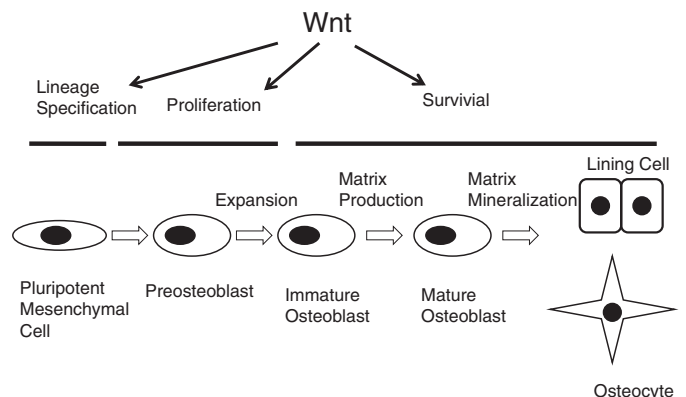 Wnt
Lineage
Specification
Proliferation
Survivial
Lining Cell
Expansion
Matrix
Production
Matrix
Mineralization
Pluripotent
Mesenchymal
Cell
Preosteoblast
Immature
Osteoblast
Mature
Osteoblast
Osteocyte